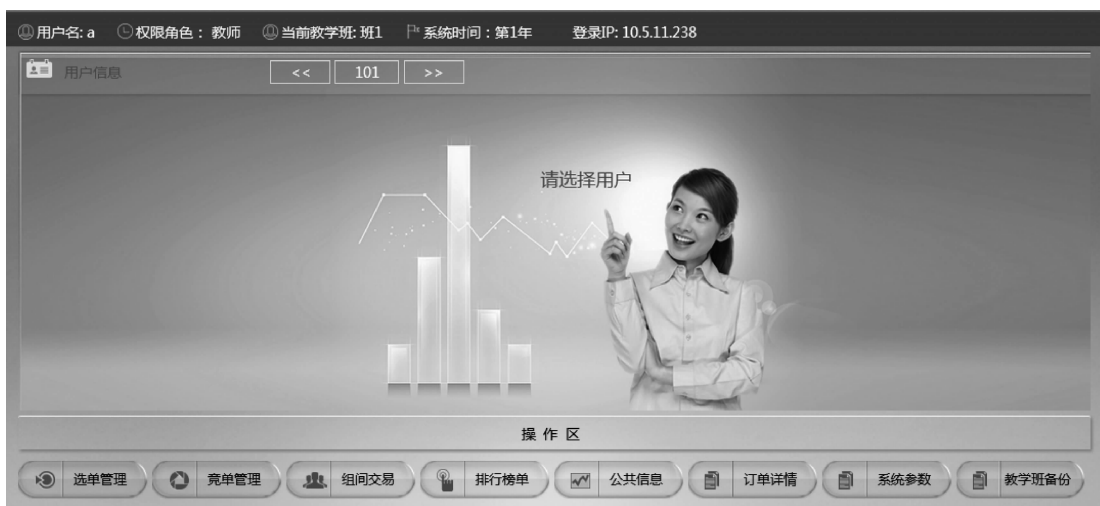 用户名: a 权限角色： 教师 当前教学班: 班1 系统时间：第1年 登录IP: 10.5.11.238
用户信息 << 101 >>
请选择用户
操 作 区
选单管理 竞单管理 组间交易 排行榜单 公共信息 订单详情 系统参数 教学班备份